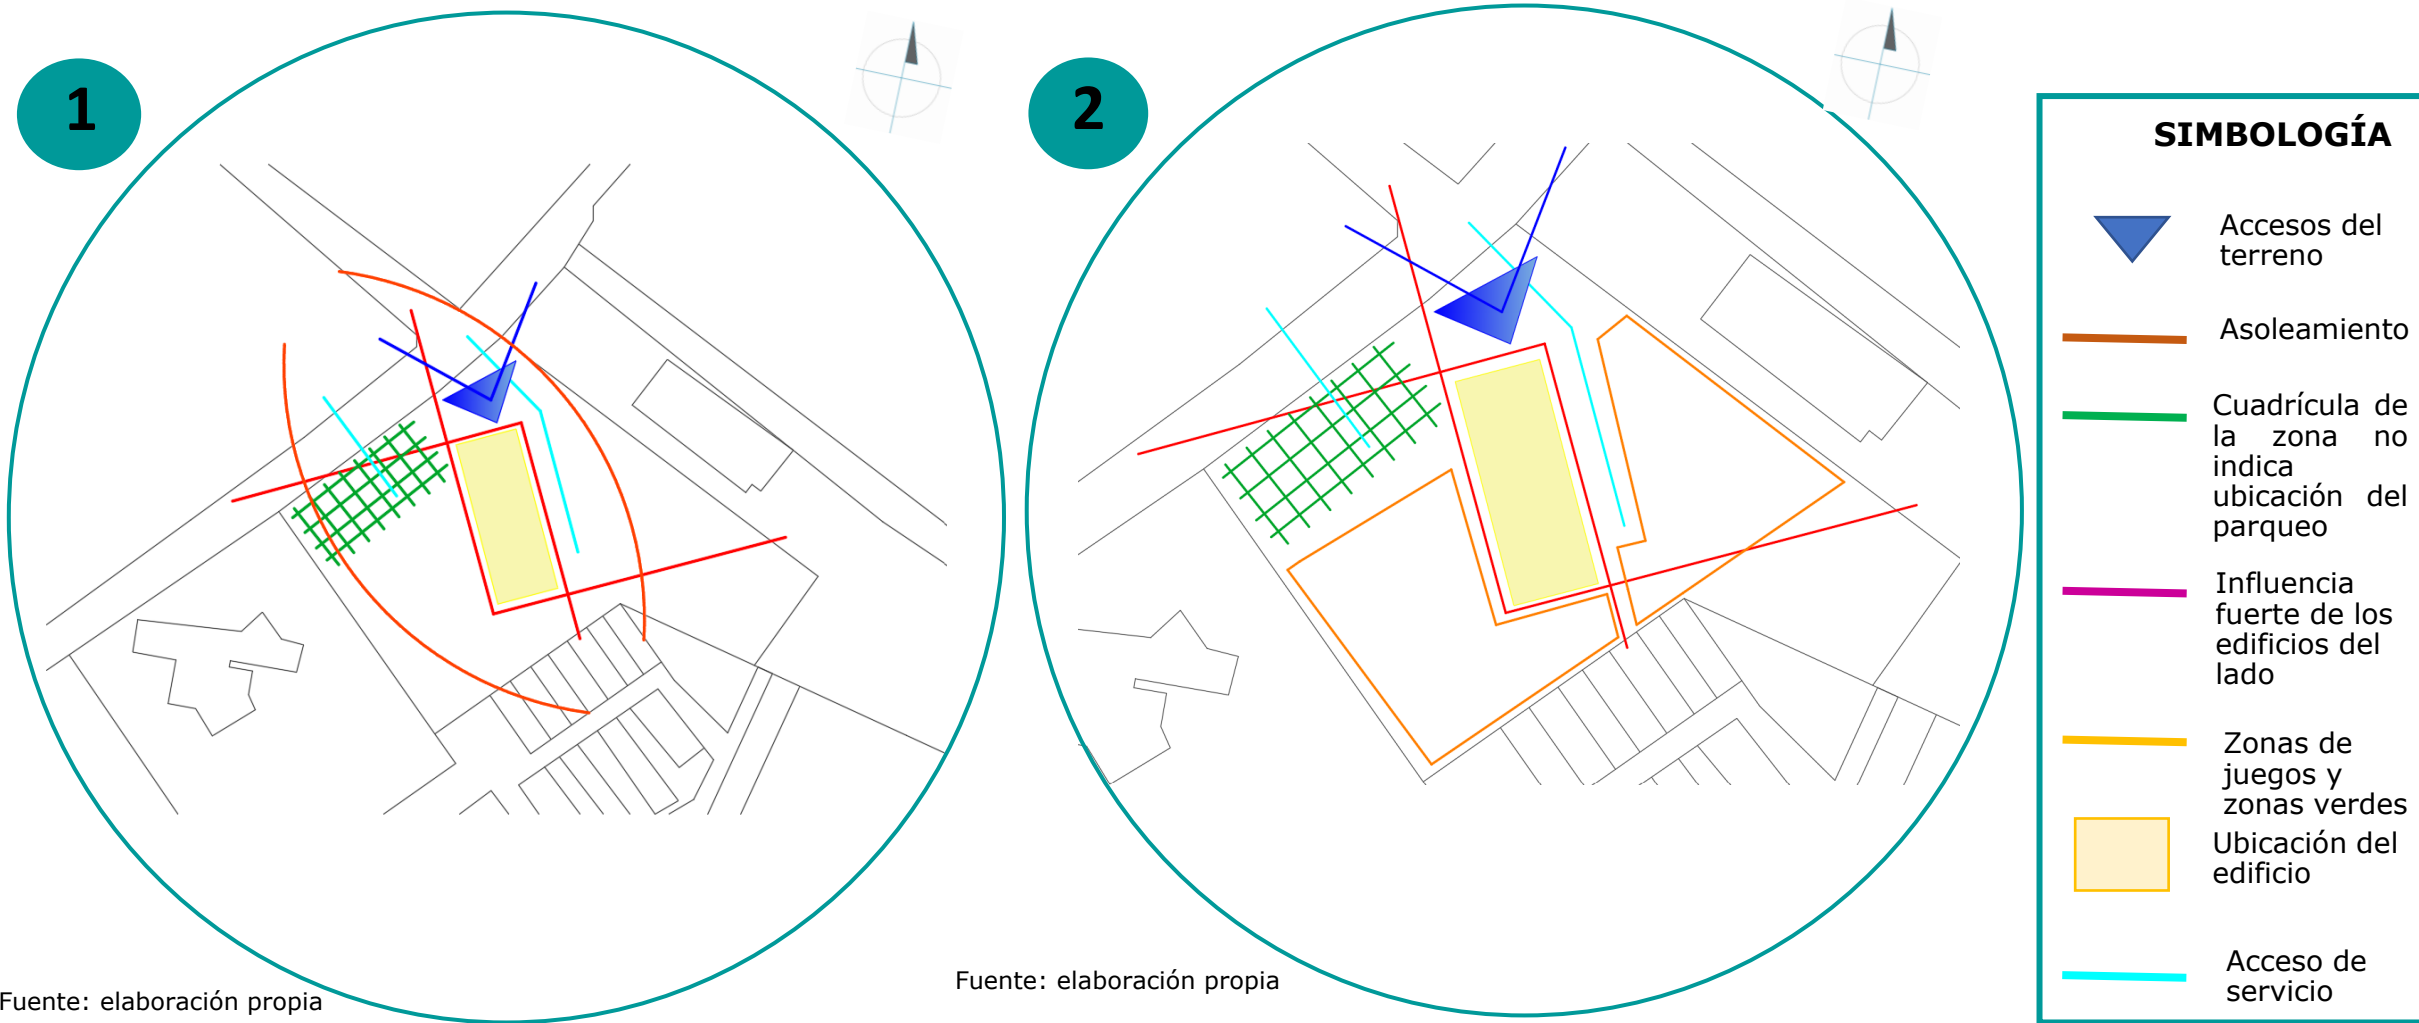 1
2
SIMBOLOGÍA
Accesos del
terreno
Asoleamiento
Cuadrícula de
la zona no
indica
ubicación del
parqueo
Influencia
fuerte de los
edificios del
lado
Zonas de
juegos y
zonas verdes
Ubicación del
edificio
Acceso de
servicio
Fuente: elaboración propia
Fuente: elaboración propia